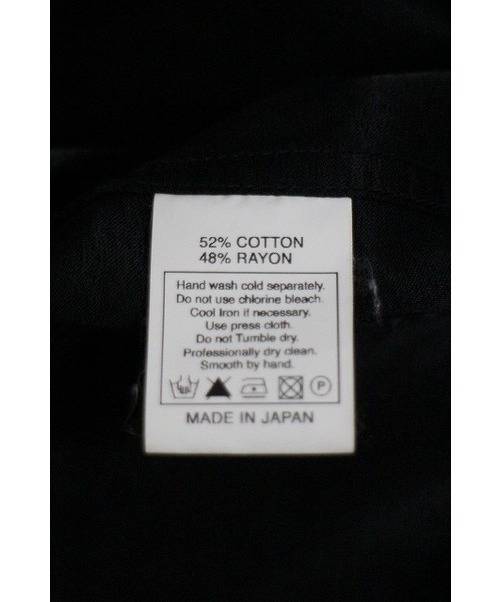 52% COTTON
48% RAYON
Hand wash cold separately.
Do not use chlorine bleach.
Cool Iron if necessary.
Use press cloth.
Do not Tumble dry.
Professionally dry clean.
Smooth by hand.
P
MADE IN JAPAN